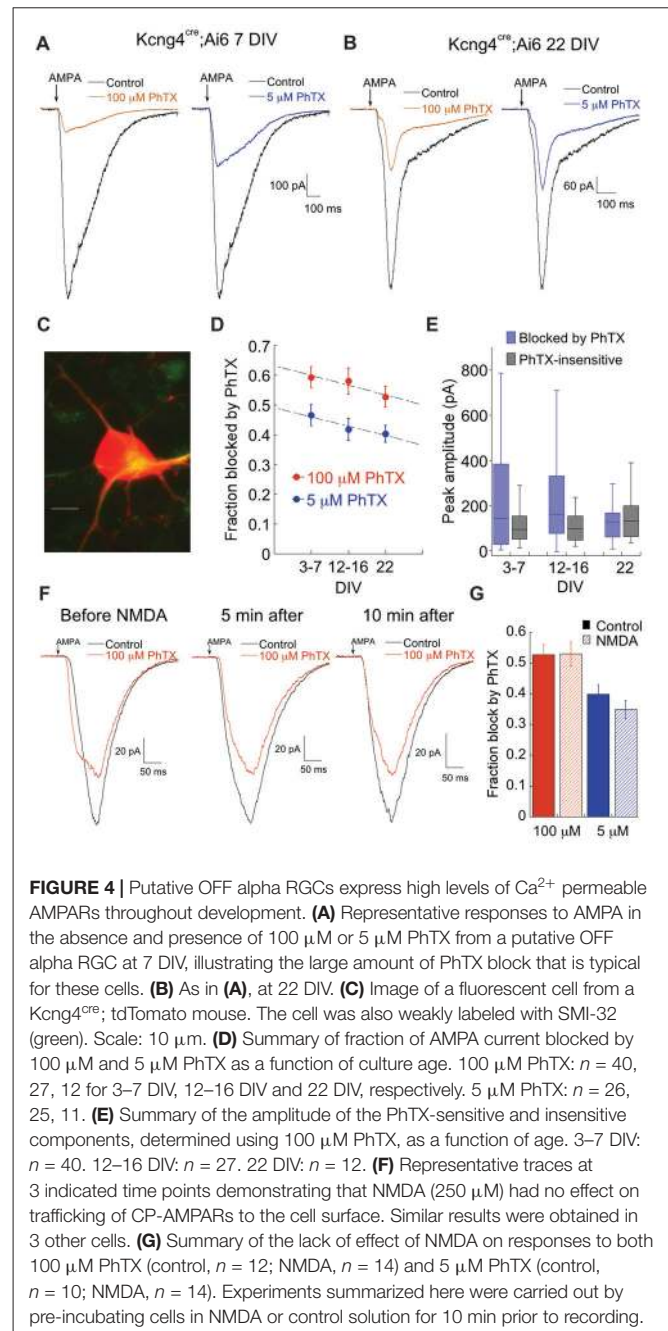 A
Kcng4cre;Ai6 7 DIV
B
Kcng4cre;Ai6 22 DIV
AMPA
Control
100 μM PhTX
AMPA
Control
5 μM PhTX
100 pA
100 ms
AMPA
Control
100 μM PhTX
AMPA
Control
5 μM PhTX
60 pA
100 ms
C
D
Fraction blocked by PhTX
0.7
0.6
0.5
0.4
0.3
0.2
0.1
0
100 μM PhTX
5 μM PhTX
3-7 12-16 22
DIV
E
Blocked by PhTX
PhTX-insensitive
Peak amplitude (pA)
800
600
400
200
0
3-7 12-16 22
DIV
F
Before NMDA
5 min after
10 min after
AMPA
Control
100 μM PhTX
20 pA
50 ms
AMPA
Control
100 μM PhTX
20 pA
50 ms
AMPA
Control
100 μM PhTX
20 pA
50 ms
G
Control
NMDA
Fraction block by PhTX
0.6
0.5
0.4
0.3
0.2
0.1
0
100 μM 5 μM
FIGURE 4 | Putative OFF alpha RGCs express high levels of Ca2+ permeable
AMPARs throughout development. (A) Representative responses to AMPA in
the absence and presence of 100 μM or 5 μM PhTX from a putative OFF
alpha RGC at 7 DIV, illustrating the large amount of PhTX block that is typical
for these cells. (B) As in (A), at 22 DIV. (C) Image of a fluorescent cell from a
Kcng4cre; tdTomato mouse. The cell was also weakly labeled with SMI-32
(green). Scale: 10 μm. (D) Summary of fraction of AMPA current blocked by
100 μM and 5 μM PhTX as a function of culture age. 100 μM PhTX: n = 40,
27, 12 for 3–7 DIV, 12–16 DIV and 22 DIV, respectively. 5 μM PhTX: n = 26,
25, 11. (E) Summary of the amplitude of the PhTX-sensitive and insensitive
components, determined using 100 μM PhTX, as a function of age. 3–7 DIV:
n = 40. 12–16 DIV: n = 27. 22 DIV: n = 12. (F) Representative traces at
3 indicated time points demonstrating that NMDA (250 μM) had no effect on
trafficking of CP-AMPARs to the cell surface. Similar results were obtained in
3 other cells. (G) Summary of the lack of effect of NMDA on responses to both
100 μM PhTX (control, n = 12; NMDA, n = 14) and 5 μM PhTX (control,
n = 10; NMDA, n = 14). Experiments summarized here were carried out by
pre-incubating cells in NMDA or control solution for 10 min prior to recording.